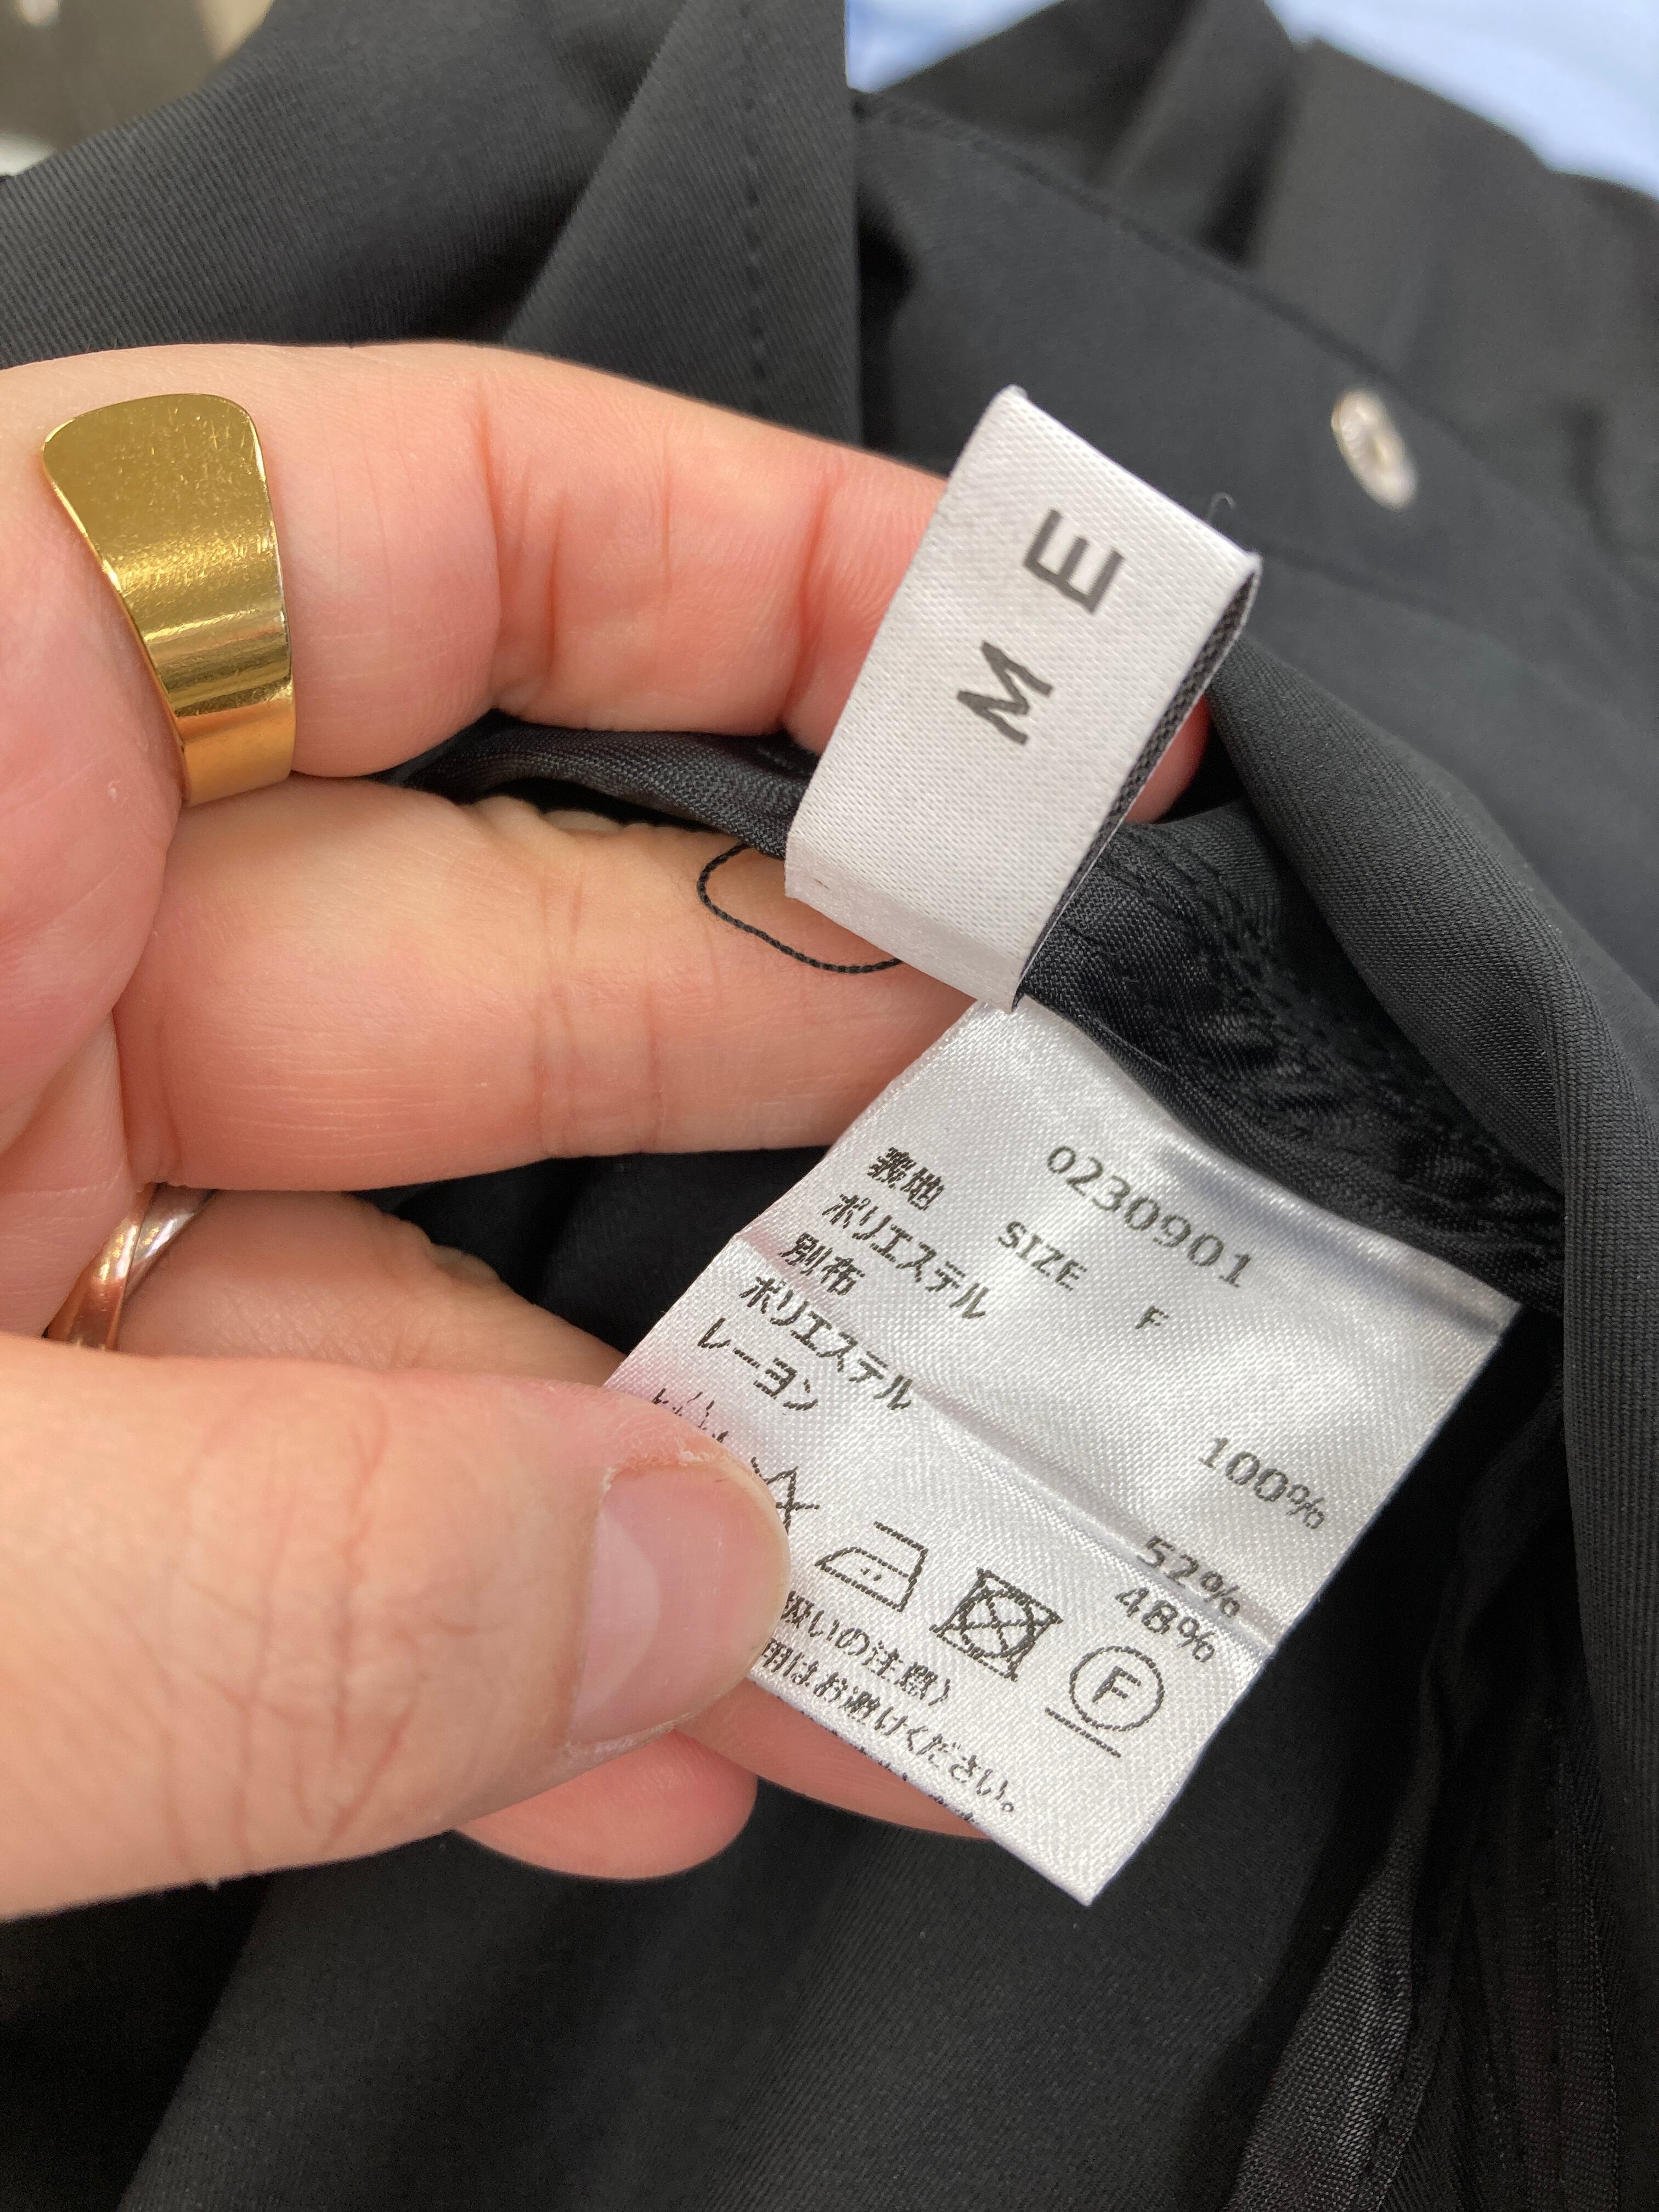 ME
0230901
SIZE F
表地
ポリエステル 100%
別布
ポリエステル 52%
レーヨン 48%
F
扱いの注意〉
用はお避けください。